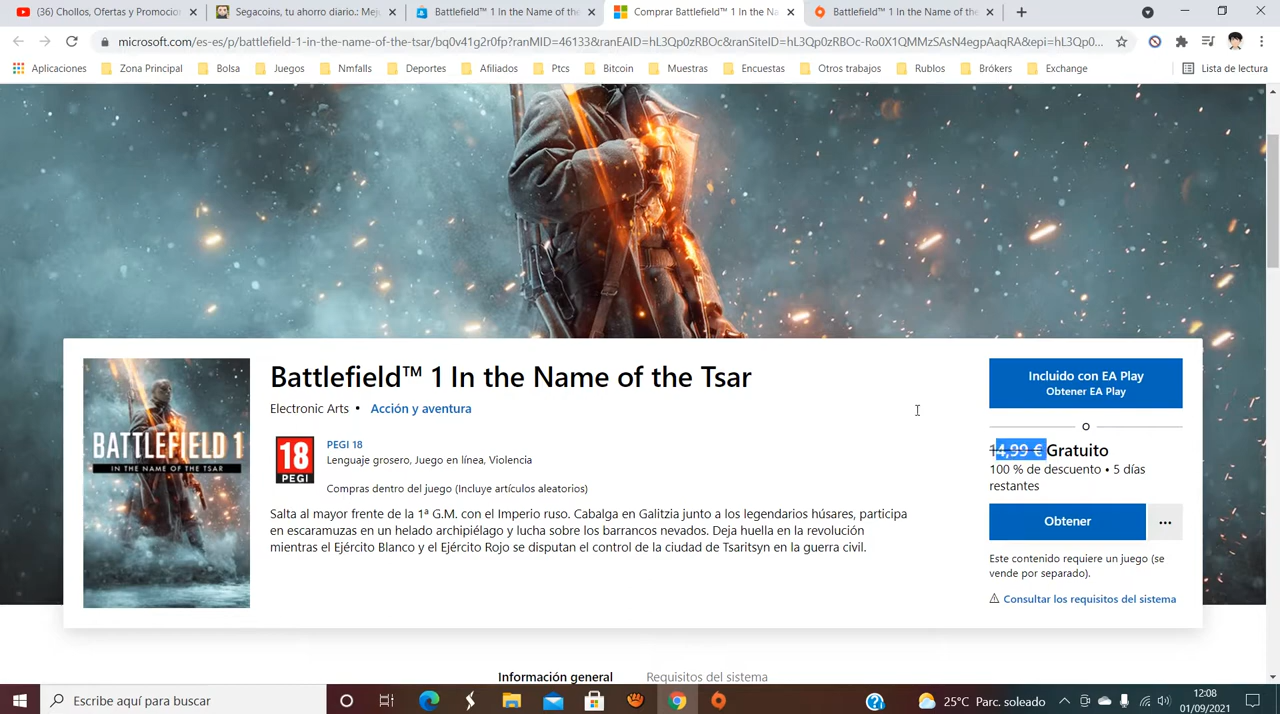 (36) Chollos, Ofertas y Promocio
Segacoins, tu ahorro diario.: Mej
Battlefield™ 1 In the Name of the
Comprar Battlefield™ 1 In the Na
Battlefield™ 1 In the Name of the
microsoft.com/es-es/p/battlefield-1-in-the-name-of-the-tsar/bq0v41g2r0fp?ranMID=46133&ranEAID=hL3Qp0zRBOc&ranSiteID=hL3Qp0zRBOc-Ro0X1QMMzSAsN4egpAaqRA&epi=hL3Qp0...
Aplicaciones Zona Principal Bolsa Juegos Nmfalls Deportes Afiliados Ptcs Bitcoin Muestras Encuestas Otros trabajos Rublos Brókers Exchange Lista de lectura
BATTLEFIELD 1
IN THE NAME OF THE TSAR
Battlefield™ 1 In the Name of the Tsar
Electronic Arts • Acción y aventura
18
PEGI
PEGI 18
Lenguaje grosero, Juego en línea, Violencia
Compras dentro del juego (Incluye artículos aleatorios)
Salta al mayor frente de la 1ª G.M. con el Imperio ruso. Cabalga en Galitzia junto a los legendarios húsares, participa
en escaramuzas en un helado archipiélago y lucha sobre los barrancos nevados. Deja huella en la revolución
mientras el Ejército Blanco y el Ejército Rojo se disputan el control de la ciudad de Tsaritsyn en la guerra civil.
Incluido con EA Play
Obtener EA Play
O
14,99 € Gratuito
100 % de descuento • 5 días
restantes
Obtener
...
Este contenido requiere un juego (se
vende por separado).
Consultar los requisitos del sistema
Información general
Requisitos del sistema
Escribe aquí para buscar
25°C Parc. soleado
12:08
01/09/2021